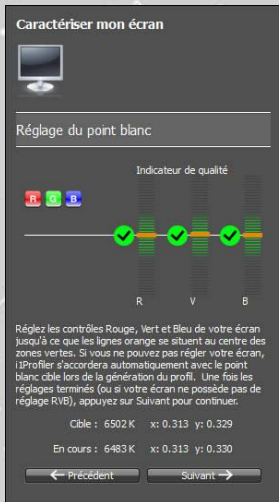 Caractériser mon écran
Réglage du point blanc
Indicateur de qualité
R G B
R V B
Réglez les contrôles Rouge, Vert et Bleu de votre écran
jusqu'à ce que les lignes orange se situent au centre des
zones vertes. Si vous ne pouvez pas régler votre écran,
i1Profiler s'accordera automatiquement avec le point
blanc cible lors de la génération du profil. Une fois les
réglages terminés (ou si votre écran ne possède pas de
réglage RVB), appuyez sur Suivant pour continuer.
Cible : 6502 K x: 0.313 y: 0.329
En cours : 6483 K x: 0.313 y: 0.330
← Précédent Suivant →